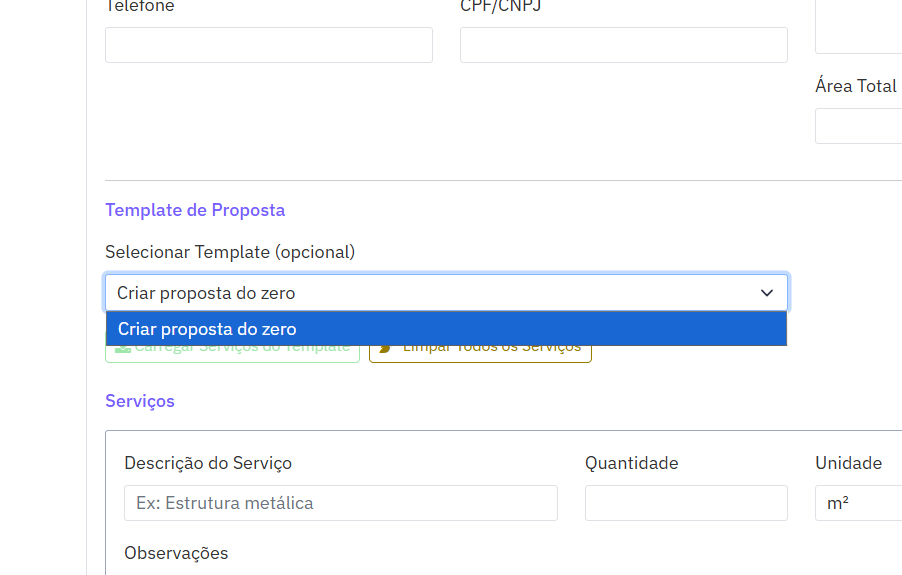 Telefone
CPF/CNPJ
Área Total
Template de Proposta
Selecionar Template (opcional)
Criar proposta do zero
Criar proposta do zero
Carregar Serviços do Template
Limpar Todos os Serviços
Serviços
Descrição do Serviço
Quantidade
Unidade
Ex: Estrutura metálica
m²
Observações